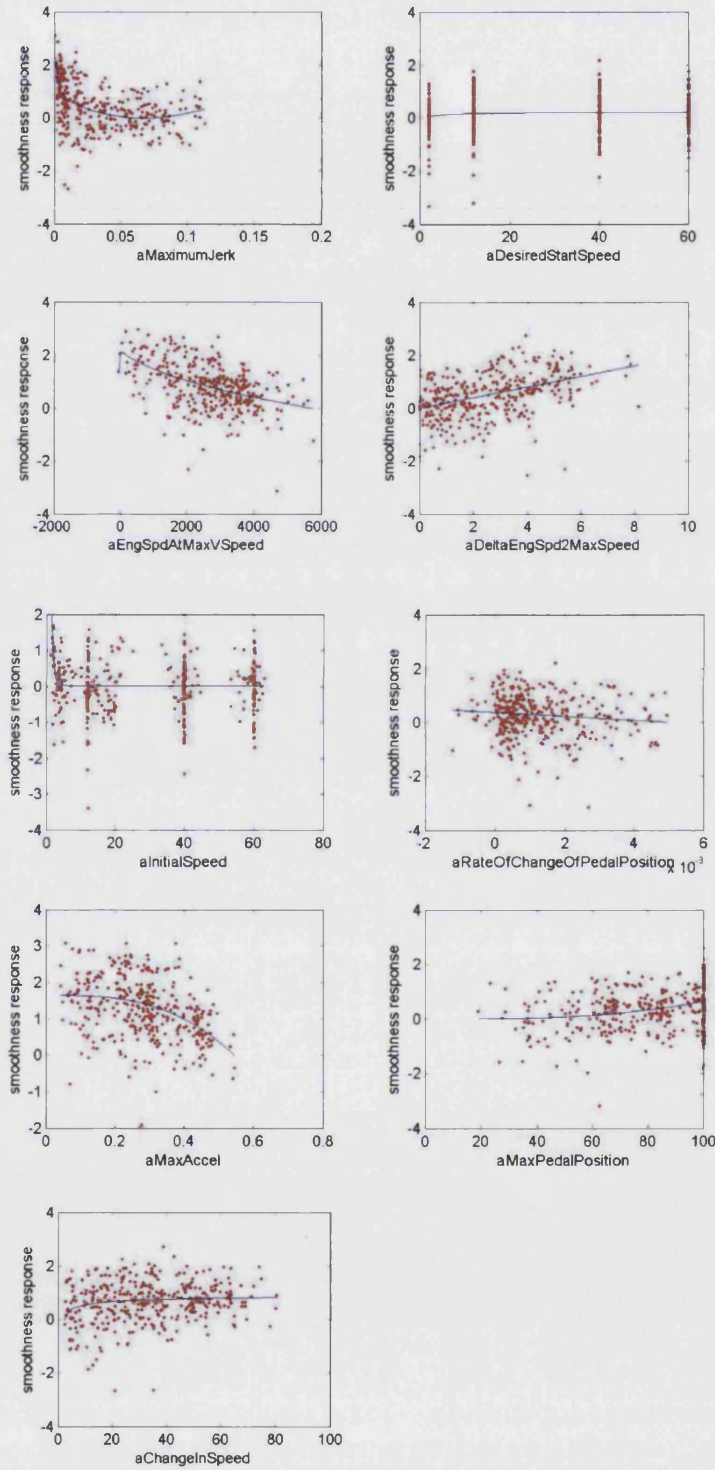 4
2
0
-2
-4
smoothness response
0 0.05 0.1 0.15 0.2
aMaximumJerk
4
2
0
-2
-4
smoothness response
20 40 60
aDesiredStartSpeed
4
2
0
-2
-4
smoothness response
-2000 0 2000 4000 6000
aEngSpdAtMaxVSpeed
4
2
0
-2
-4
smoothness response
0 2 4 6 8 10
aDeltaEngSpd2MaxSpeed
2
1
0
-1
-2
-3
-4
smoothness response
0 20 40 60 80
aInitialSpeed
4
2
0
-2
-4
smoothness response
-2 0 2 4 6
aRateOfChangeOfPedalPosition x 10⁻³
4
3
2
1
0
-1
-2
smoothness response
0 0.2 0.4 0.6 0.8
aMaxAccel
4
2
0
-2
-4
smoothness response
0 20 40 60 80 100
aMaxPedalPosition
4
2
0
-2
-4
smoothness response
0 20 40 60 80 100
aChangeInSpeed